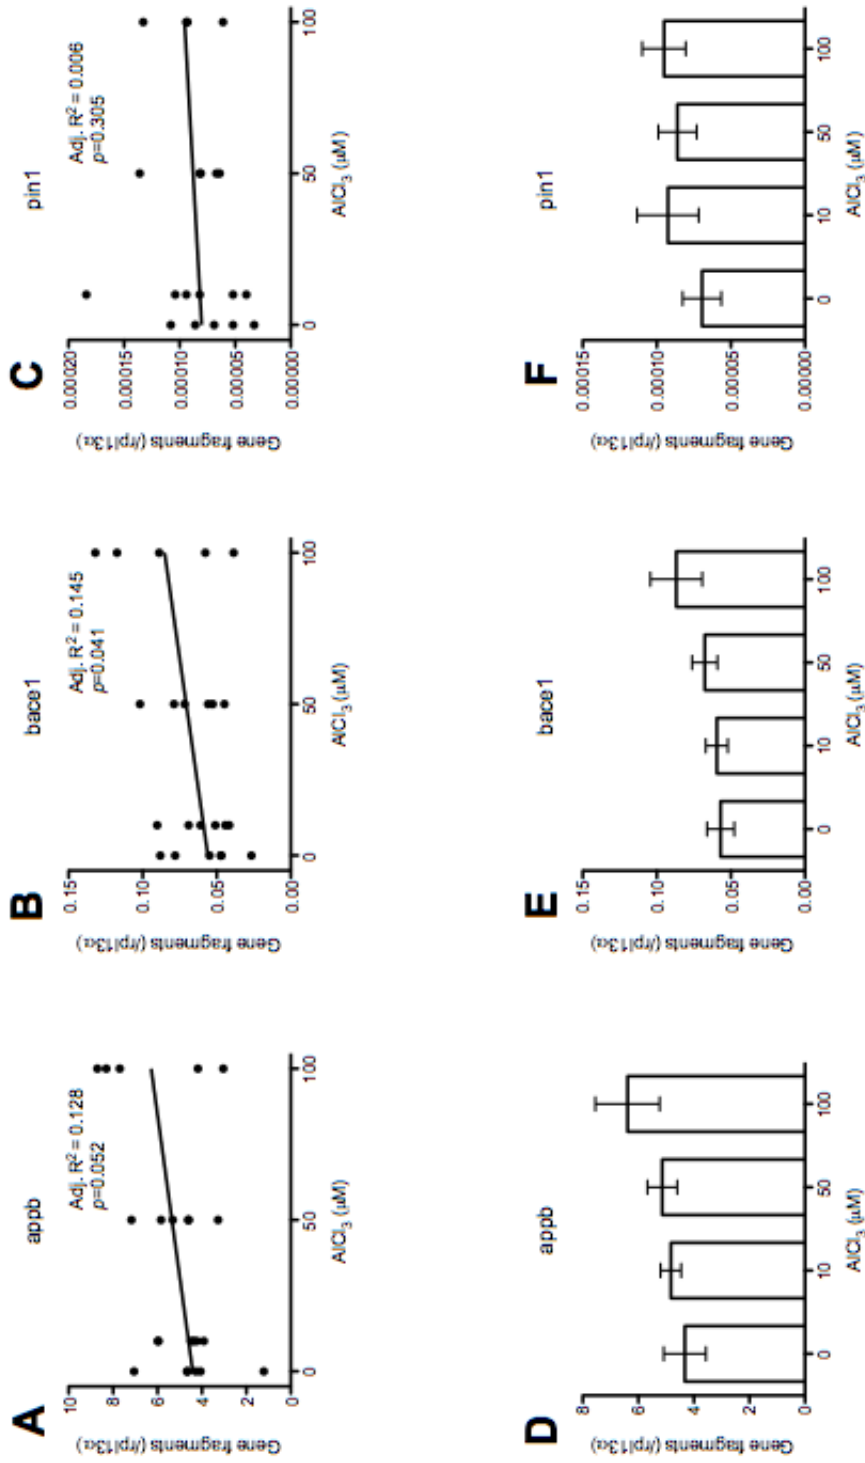 A
appb
Adj. R² = 0.128
p=0.052
Gene fragments (/rpl13α)
10
8
6
4
2
0
0
50
100
AlCl₃ (μM)
B
bace1
Adj. R² = 0.145
p=0.041
Gene fragments (/rpl13α)
0.15
0.10
0.05
0.00
0
50
100
AlCl₃ (μM)
C
pin1
Adj. R² = 0.006
p=0.305
Gene fragments (/rpl13α)
0.00020
0.00015
0.00010
0.00005
0.00000
0
50
100
AlCl₃ (μM)
D
appb
Gene fragments (/rpl13α)
8
6
4
2
0
0
10
50
100
AlCl₃ (μM)
E
bace1
Gene fragments (/rpl13α)
0.15
0.10
0.05
0.00
0
10
50
100
AlCl₃ (μM)
F
pin1
Gene fragments (/rpl13α)
0.00015
0.00010
0.00005
0.00000
0
10
50
100
AlCl₃ (μM)